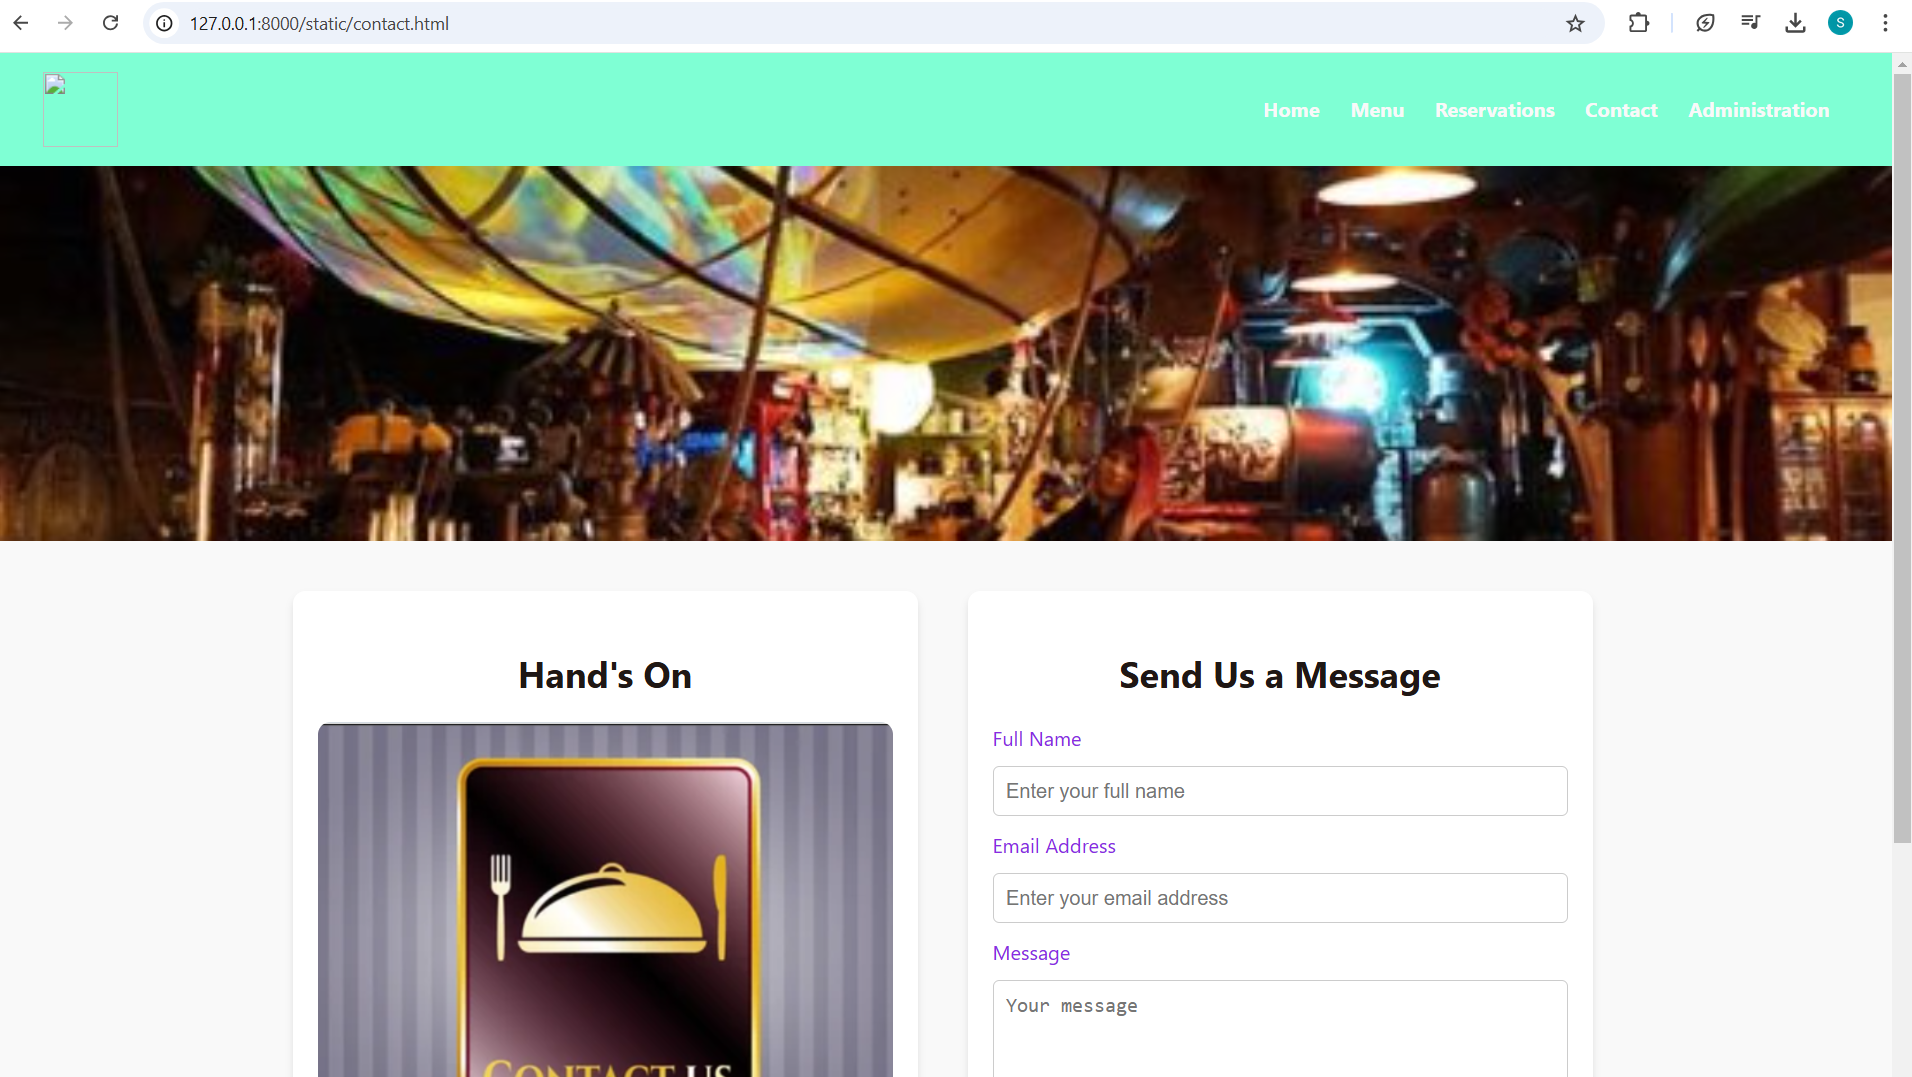 127.0.0.1:8000/static/contact.html
S
Home Menu Reservations Contact Administration
Hand's On
CONTACT US
Send Us a Message
Full Name
Enter your full name
Email Address
Enter your email address
Message
Your message